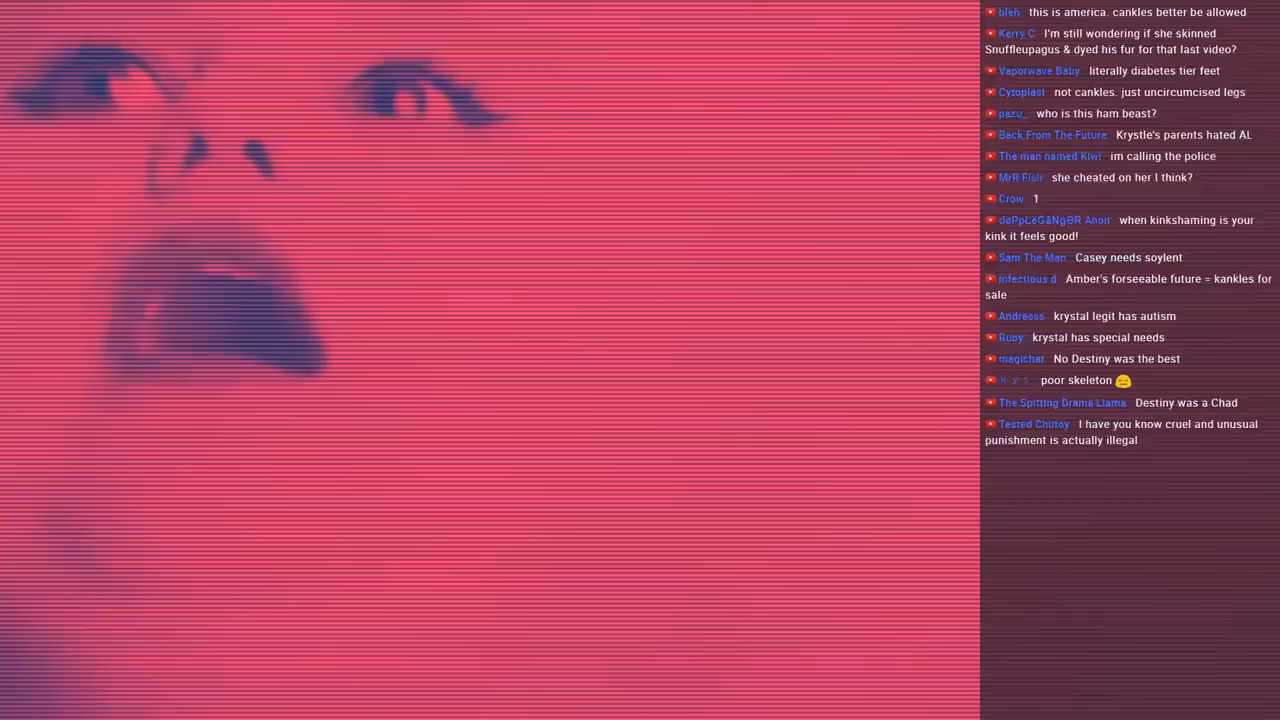 bleh this is america. cankles better be allowed
Kerry C I'm still wondering if she skinned
Snuffleupagus & dyed his fur for that last video?
Vaporwave Baby literally diabetes tier feet
Cytoplast not cankles. just uncircumcised legs
pazu_ who is this ham beast?
Back From The Future Krystle's parents hated AL
The man named Kiwi im calling the police
MrR Fish she cheated on her I think?
Crow 1
when kinkshaming is your
kink it feels good!
Sam The Man Casey needs soylent
infectious d Amber's forseeable future = kankles for
sale
Andresss krystal legit has autism
Ruby krystal has special needs
magichat No Destiny was the best
poor skeleton 😑
The Spitting Drama Llama Destiny was a Chad
Tested Chutoy I have you know cruel and unusual
punishment is actually illegal